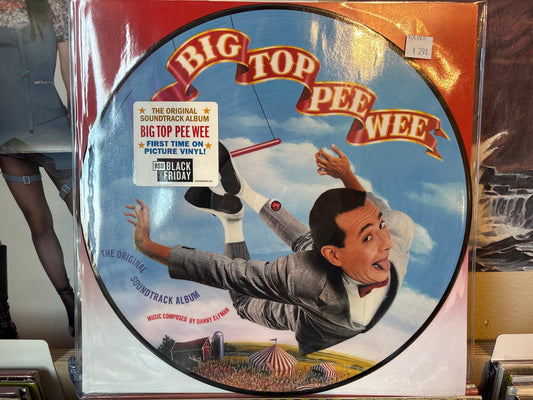 BIG TOP PEE WEE
$ 29¢
THE ORIGINAL
SOUNDTRACK ALBUM
BIG TOP PEE WEE
FIRST TIME ON
PICTURE VINYL!
RSD BLACK
FRIDAY
THE ORIGINAL
SOUNDTRACK ALBUM
MUSIC COMPOSED BY DANNY ELFMAN